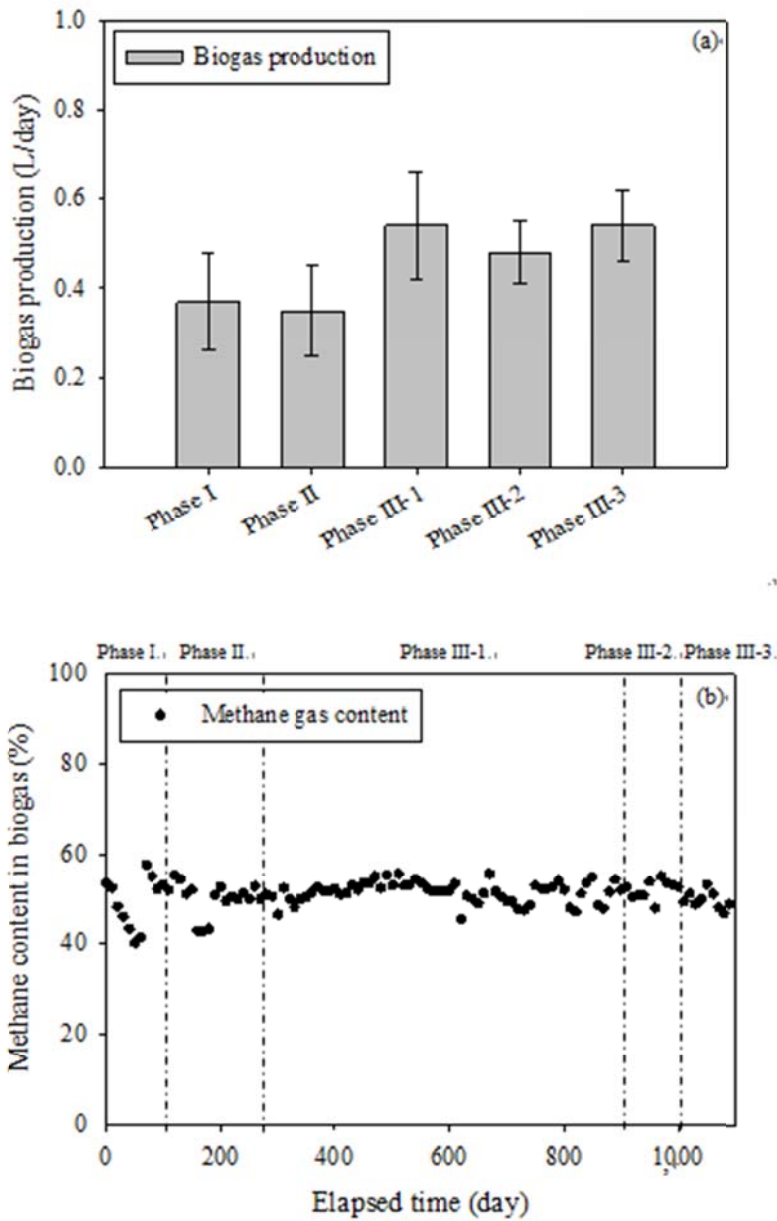 1.0
(a)
Biogas production
0.8
0.6
0.4
0.2
0.0
Biogas production (L/day)
Phase I
Phase II
Phase III-1
Phase III-2
Phase III-3
Phase I. Phase II. Phase III-1. Phase III-2. Phase III-3.
100
(b)
Methane gas content
80
60
40
20
0
Methane content in biogas (%)
0 200 400 600 800 1000
Elapsed time (day)